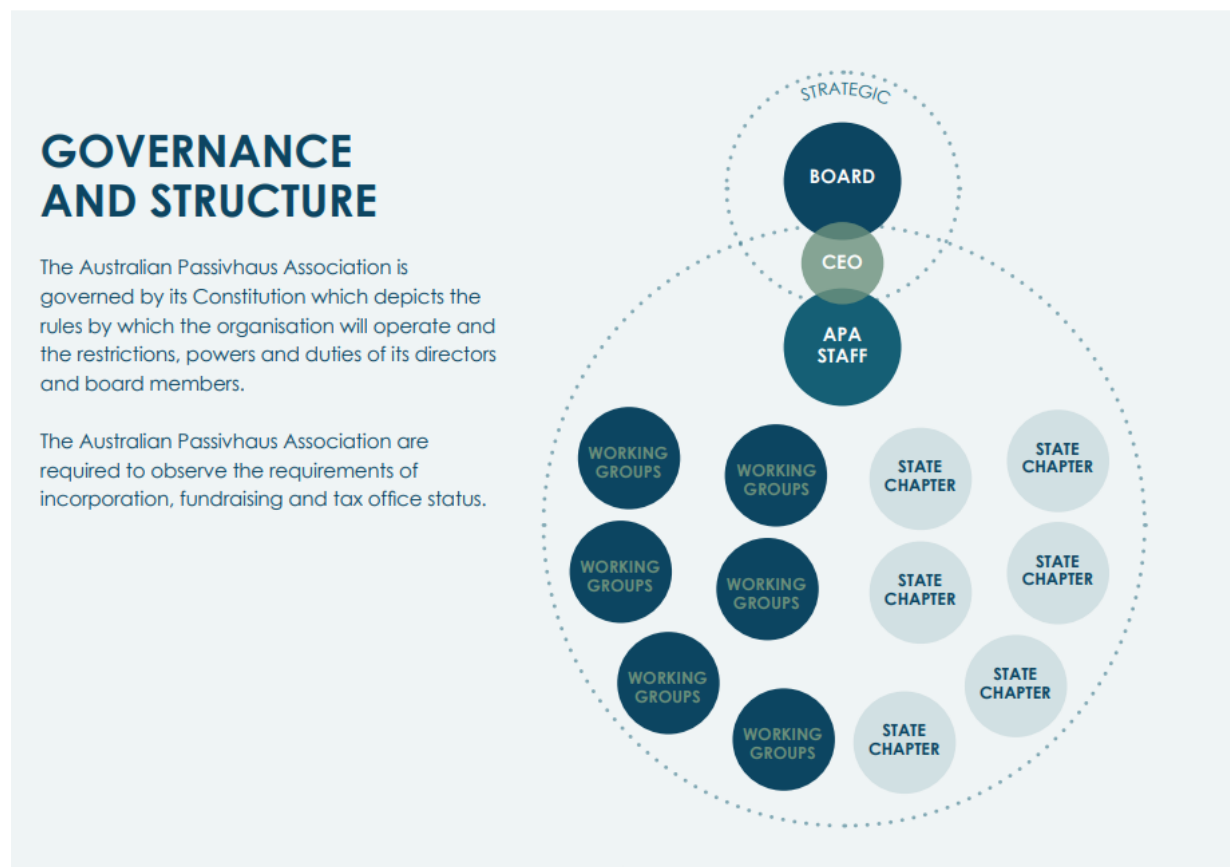 GOVERNANCE
AND STRUCTURE
The Australian Passivhaus Association is
governed by its Constitution which depicts the
rules by which the organisation will operate and
the restrictions, powers and duties of its directors
and board members.
The Australian Passivhaus Association are
required to observe the requirements of
incorporation, fundraising and tax office status.
STRATEGIC
BOARD
CEO
APA
STAFF
WORKING
GROUPS
WORKING
GROUPS
STATE
CHAPTER
STATE
CHAPTER
WORKING
GROUPS
WORKING
GROUPS
STATE
CHAPTER
STATE
CHAPTER
WORKING
GROUPS
STATE
CHAPTER
WORKING
GROUPS
STATE
CHAPTER